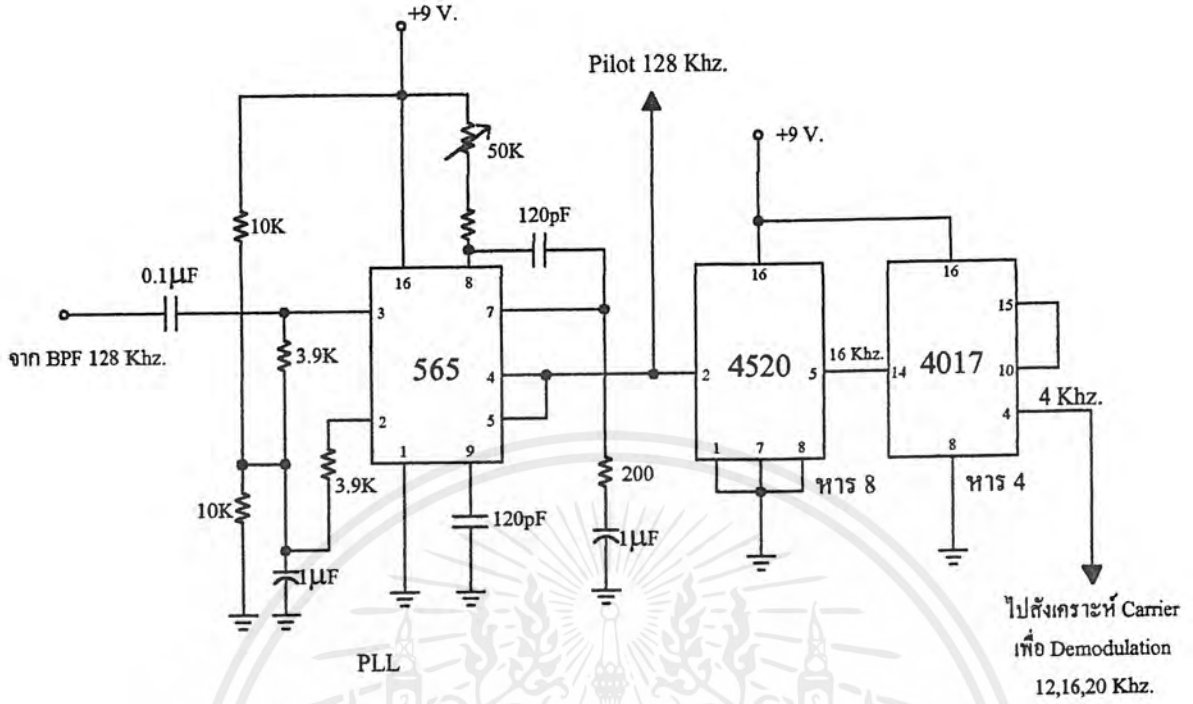 +9 V.
Pilot 128 Khz.
+9 V.
50K
10K
120pF
0.1µF
16
8
16
16
3
7
15
จาก BPF 128 Khz.
3.9K
565
4520
16 Khz.
4017
4
2
5
14
10
5
4 Khz.
2
4
1
9
1
7
8
8
3.9K
200
หาร 8
หาร 4
10K
120pF
1µF
1µF
PLL
ไปสังเคราะห์ Carrier
เพื่อ Demodulation
12,16,20 Khz.